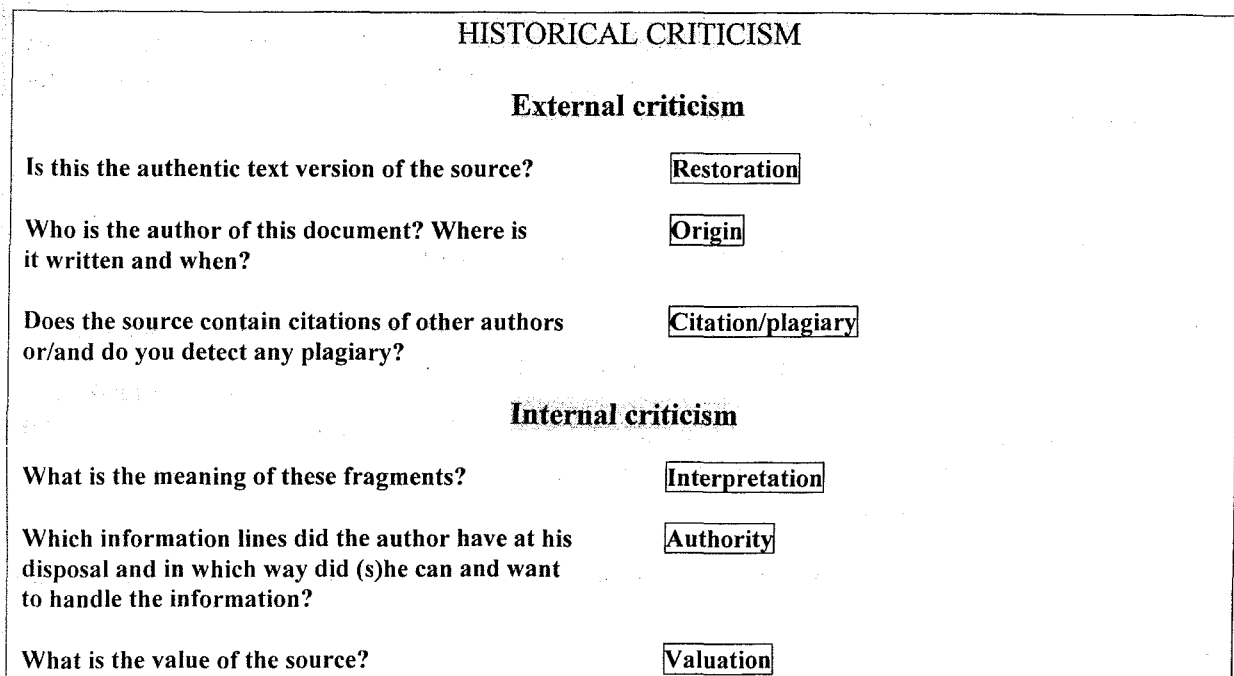 HISTORICAL CRITICISM
External criticism
Is this the authentic text version of the source? Restoration
Who is the author of this document? Where is Origin
it written and when?
Does the source contain citations of other authors Citation/plagiary
or/and do you detect any plagiary?
Internal criticism
What is the meaning of these fragments? Interpretation
Which information lines did the author have at his Authority
disposal and in which way did (s)he can and want
to handle the information?
What is the value of the source? Valuation